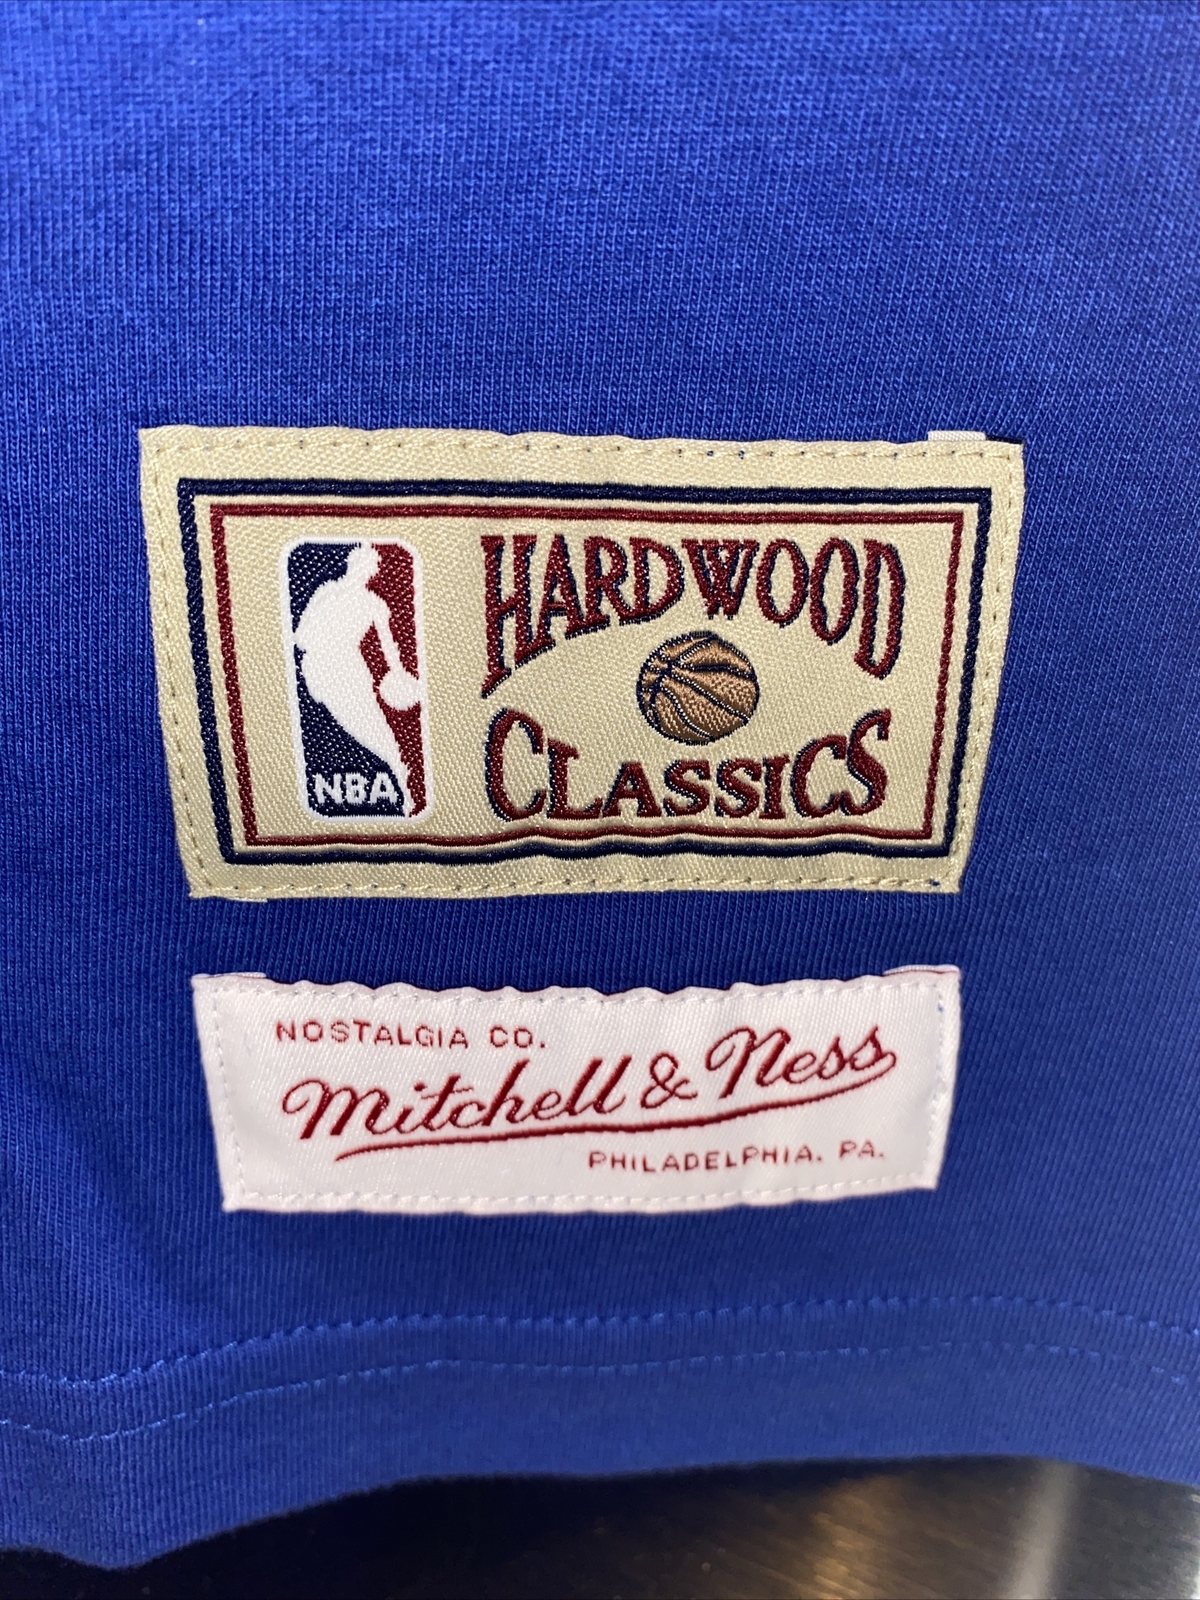 HARDWOOD
CLASSICS
NBA
NOSTALGIA CO.
Mitchell & Ness
PHILADELPHIA. PA.